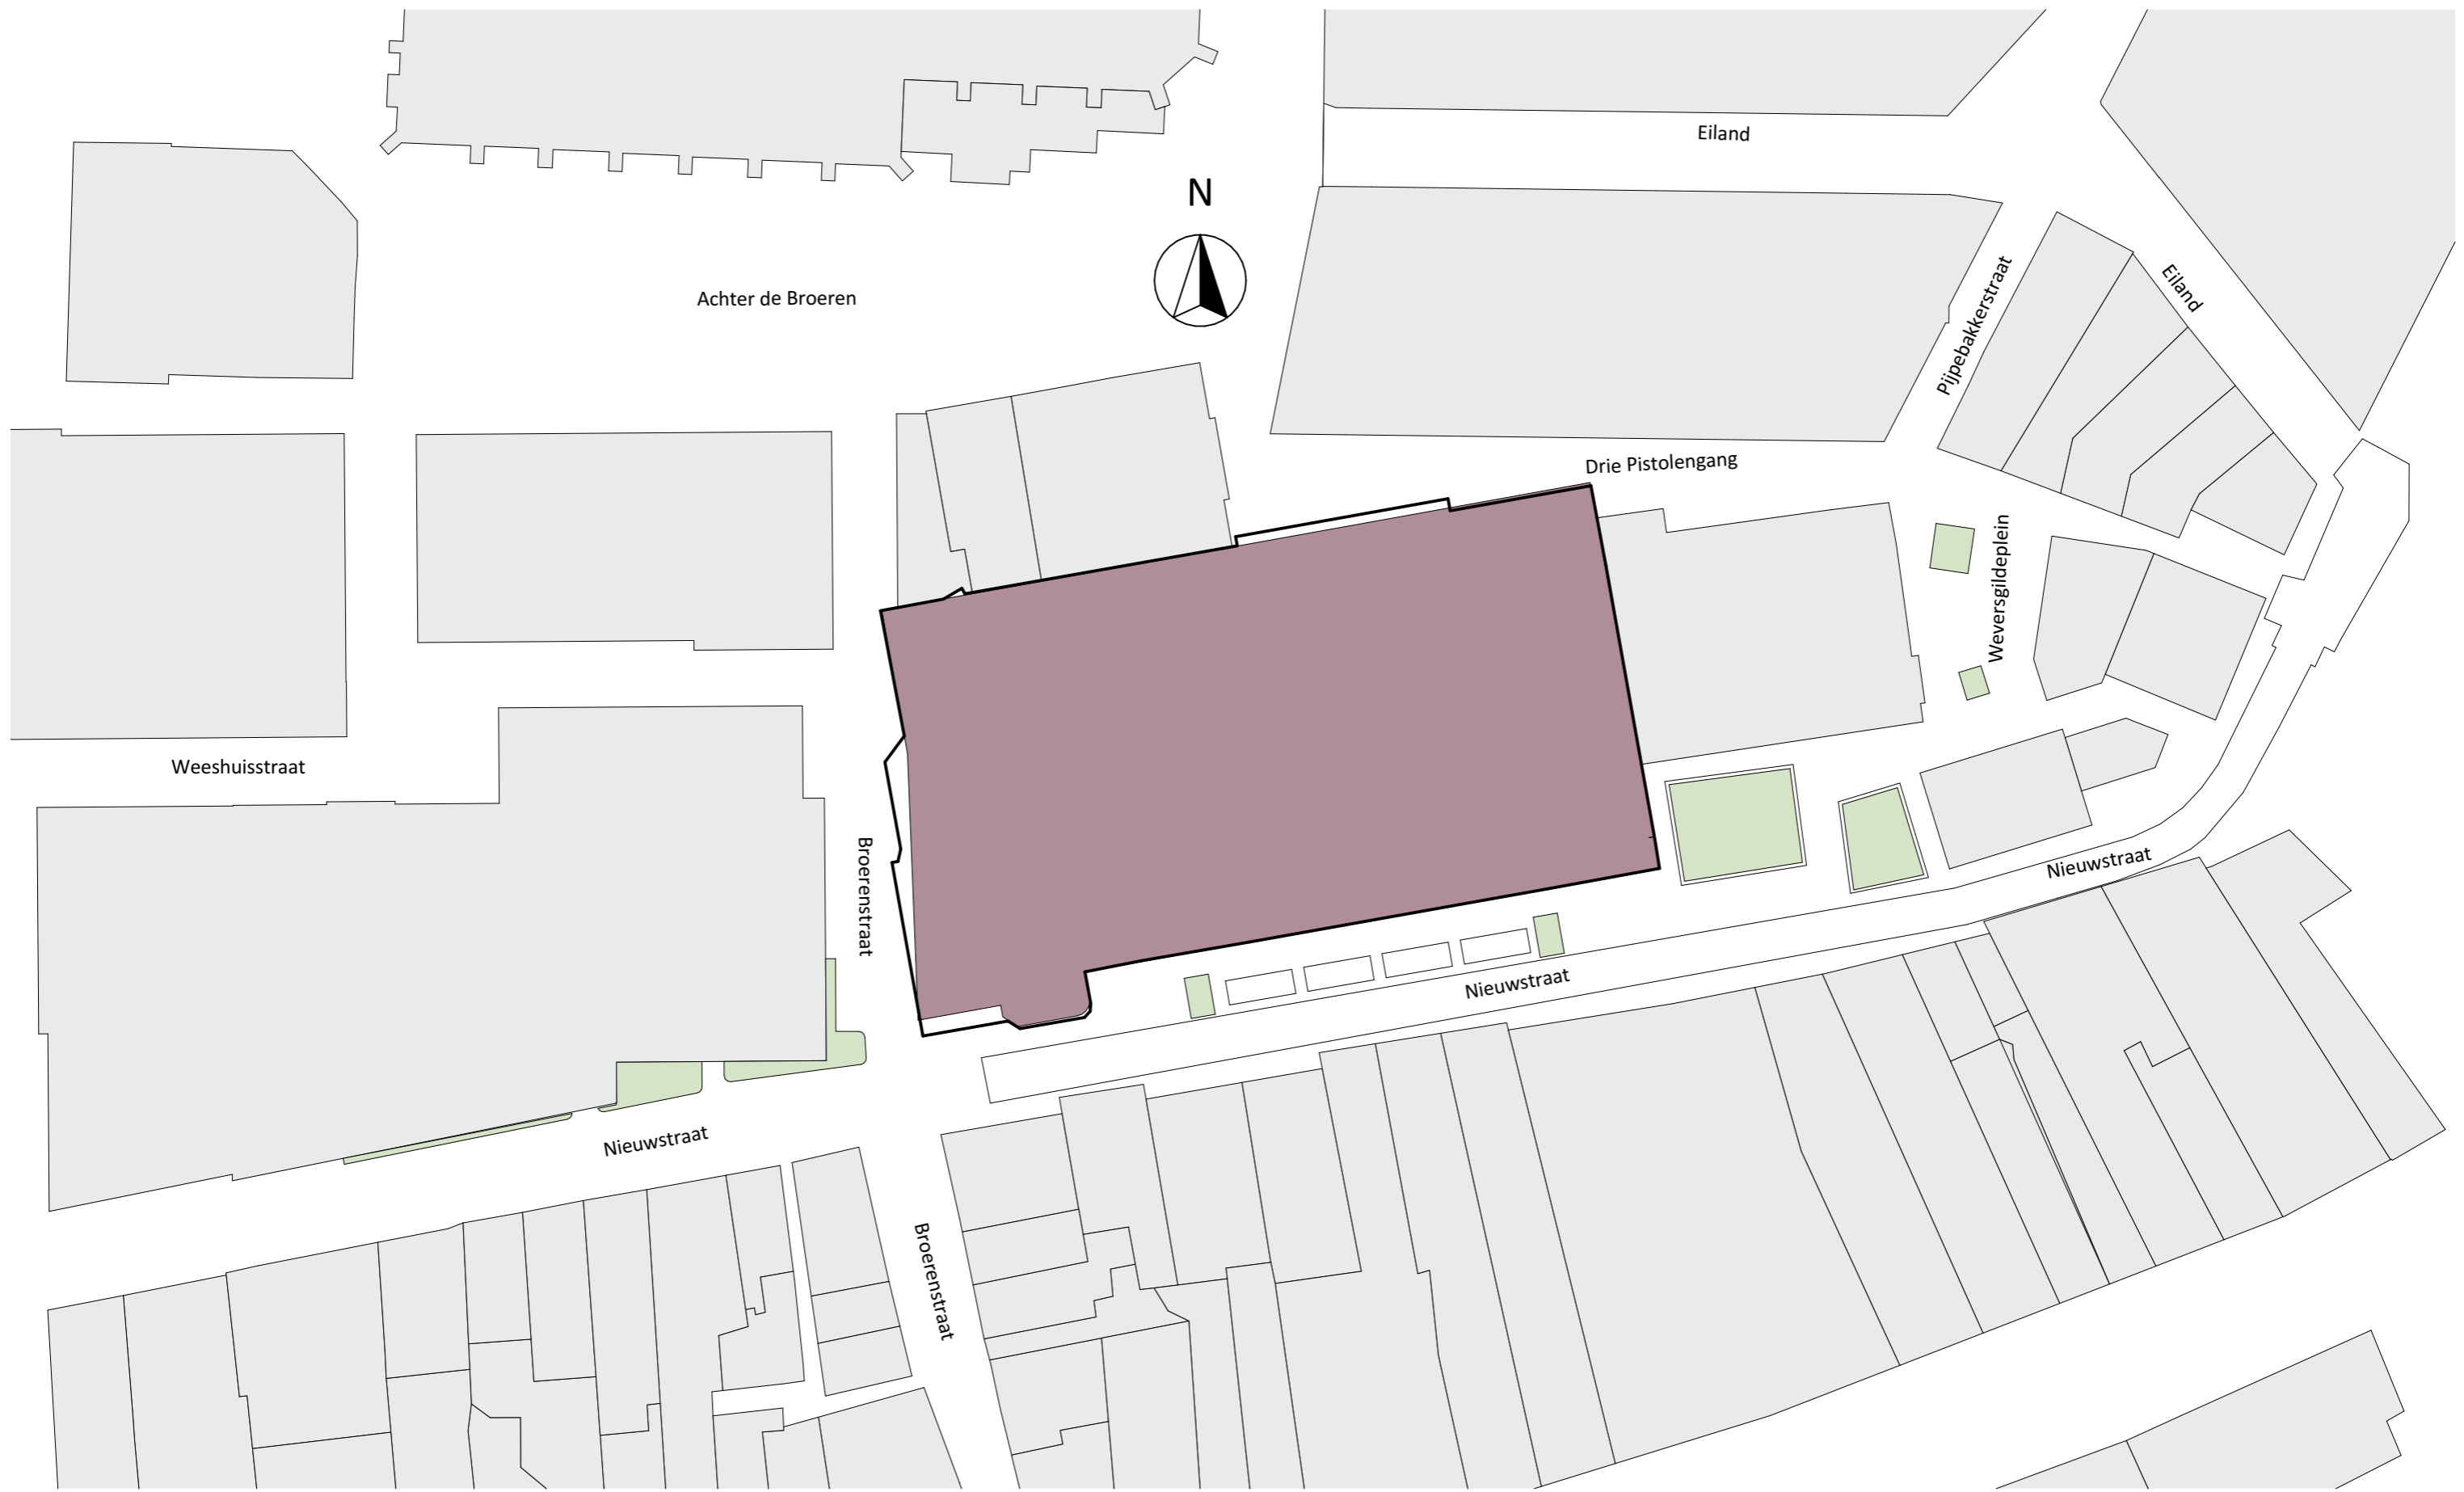 Eiland
N
Achter de Broeren
Pijpebakkerstraat
Eiland
Drie Pistolengang
Weversgildeplein
Weeshuisstraat
Broerenstraat
Nieuwstraat
Nieuwstraat
Nieuwstraat
Broerenstraat